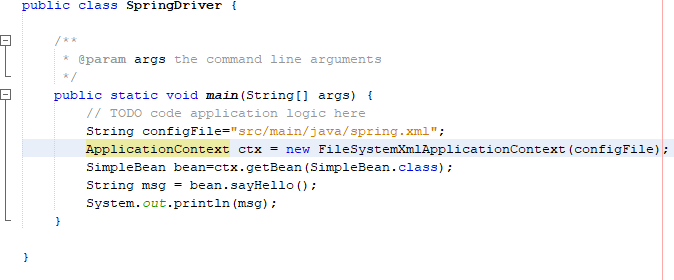 public class SpringDriver {
/**
* @param args the command line arguments
*/
public static void main(String[] args) {
// TODO code application logic here
String configFile="src/main/java/spring.xml";
ApplicationContext ctx = new FileSystemXmlApplicationContext(configFile);
SimpleBean bean=ctx.getBean(SimpleBean.class);
String msg = bean.sayHello();
System.out.println(msg);
}
}